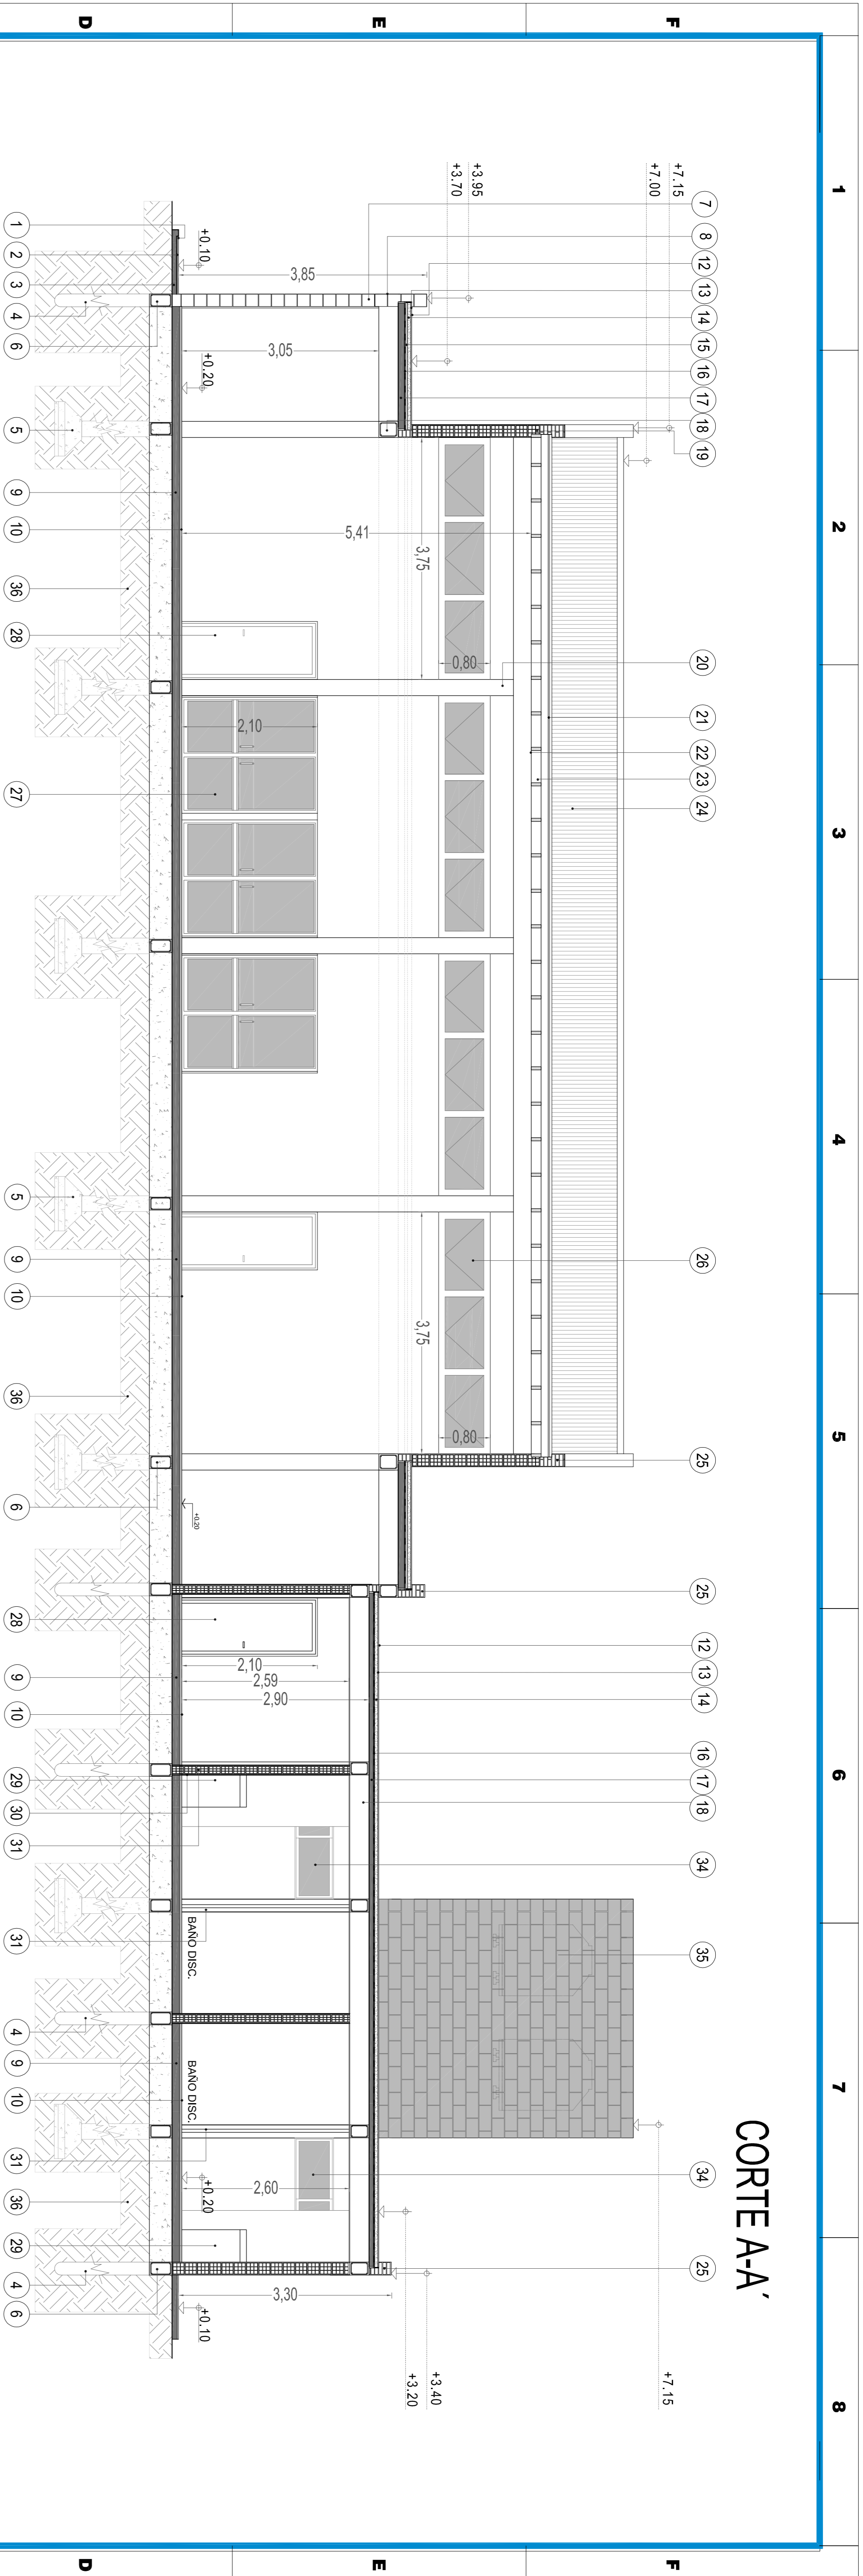 1 2 3 4 5 6 7 8
F F
CORTE A-A´
7 8 12 13 14 15 16 17 18 19 20 21 22 23 24 26 25 25 12 13 14 16 17 18 34 35 34 25
+7.15
+7.00
+7.15
+3.95
+3.70
+3.40
+3.20
E E
3,75
3,75
0,80
0,80
5,41
3,85
3,05
3,30
2,90
2,59
2,60
2,10
2,10
+0.10
+0.20
+0.20
BAÑO DISC.
BAÑO DISC.
+0.20
+0.10
D D
1 2 3 4 6 5 9 10 36 28 27 5 9 10 36 6 28 9 10 29 30 31 31 4 9 10 31 36 29 4 6